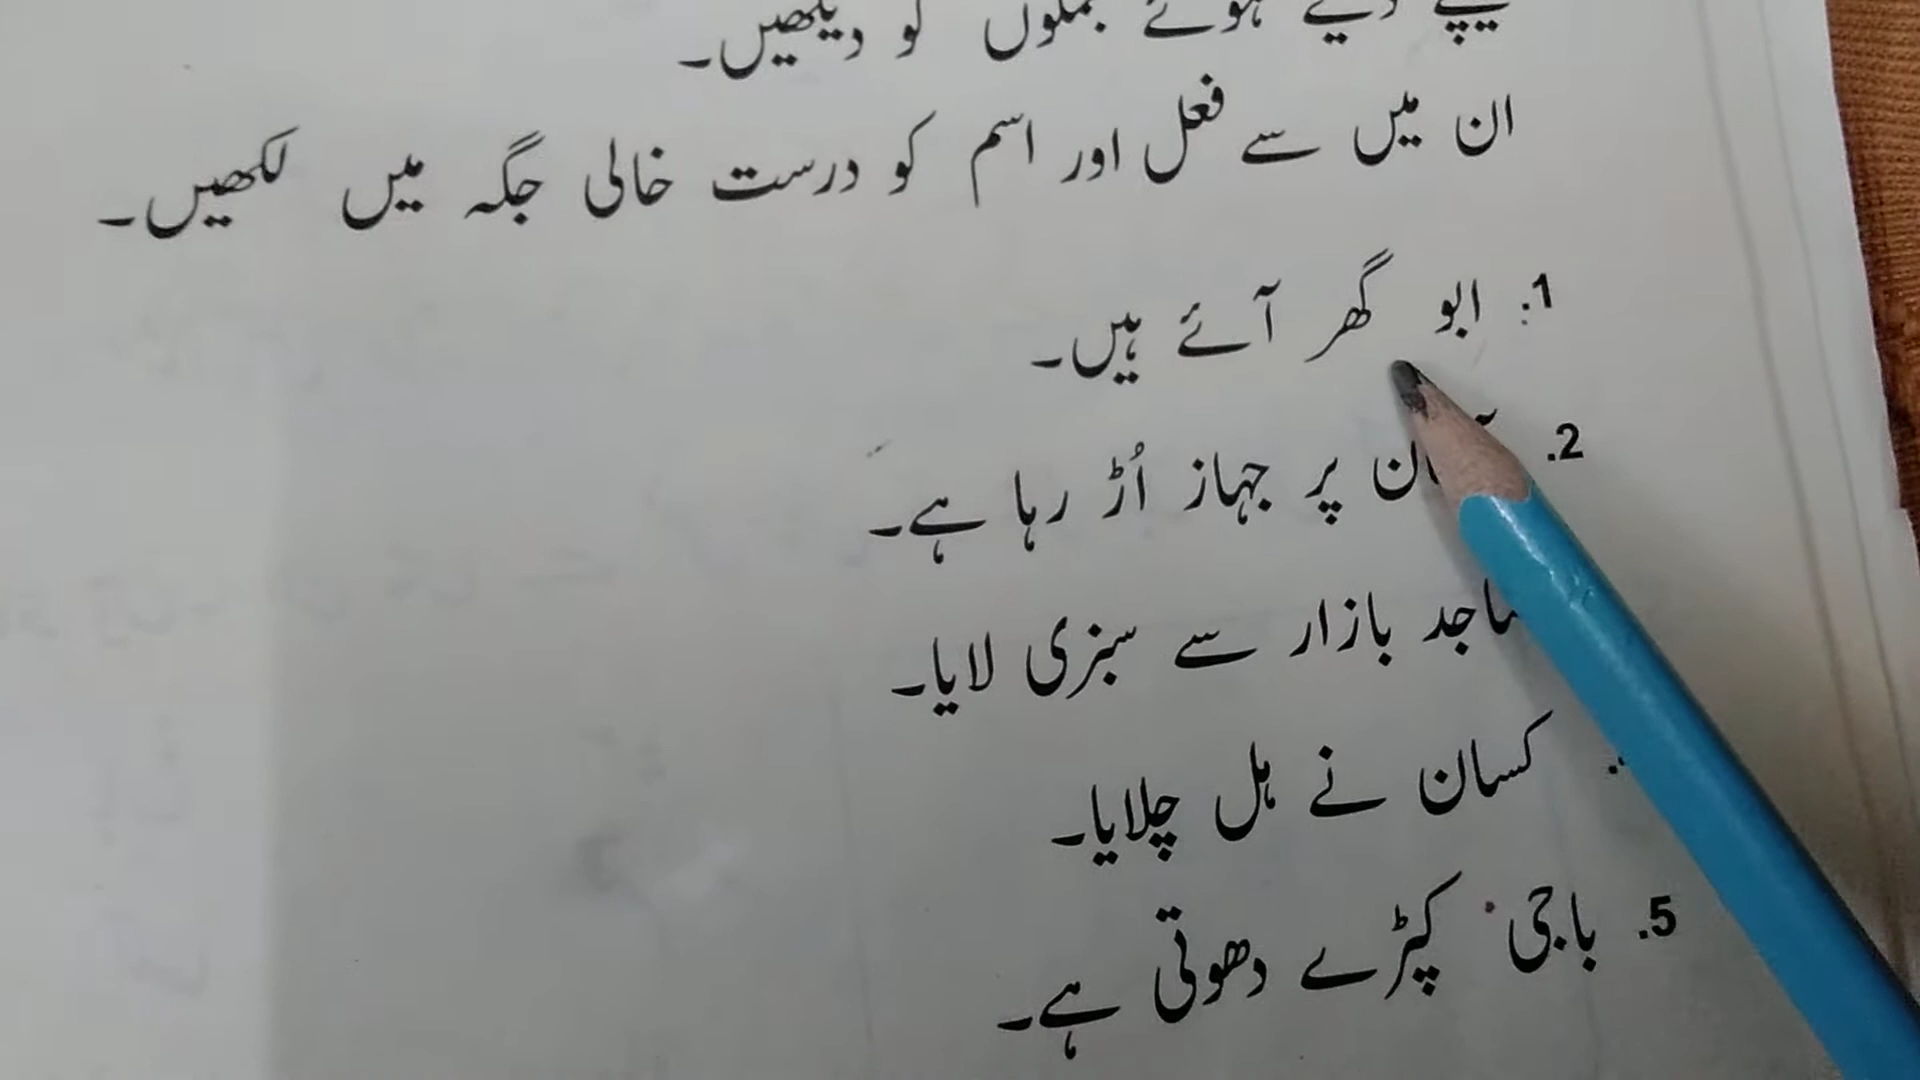 دیے ہوئے جملوں کو دیکھیں۔
ان میں سے فعل اور اسم کو درست خالی جگہ میں لکھیں۔
1. ابو گھر آئے ہیں۔
2. پر جہاز اُڑ رہا ہے۔
بازار سے سبزی لایا۔
کسان نے ہل چلایا۔
5. باجی کپڑے دھوتی ہے۔